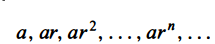 a, ar, ar², . . . , arⁿ, . . .